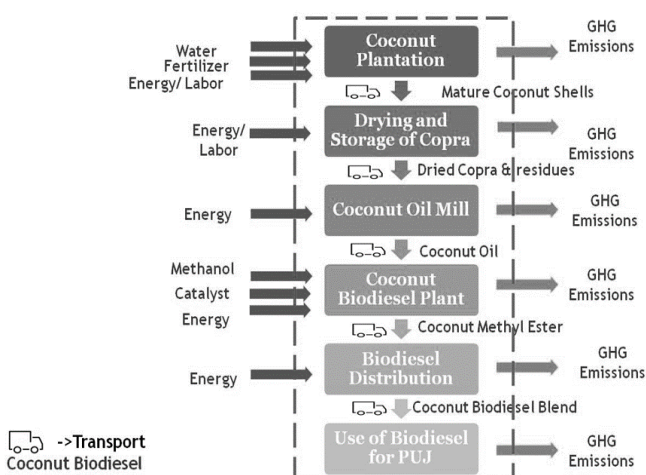 GHG
Emissions
Coconut
Plantation
Water
Fertilizer
Energy/ Labor
Mature Coconut Shells
Drying and
Storage of Copra
Energy/
Labor
GHG
Emissions
Dried Copra & residues
Coconut Oil Mill
Energy
GHG
Emissions
Coconut Oil
Methanol
Catalyst
Energy
Coconut
Biodiesel Plant
GHG
Emissions
Coconut Methyl Ester
Biodiesel
Distribution
Energy
GHG
Emissions
Coconut Biodiesel Blend
Use of Biodiesel
for PUJ
GHG
Emissions
->Transport
Coconut Biodiesel